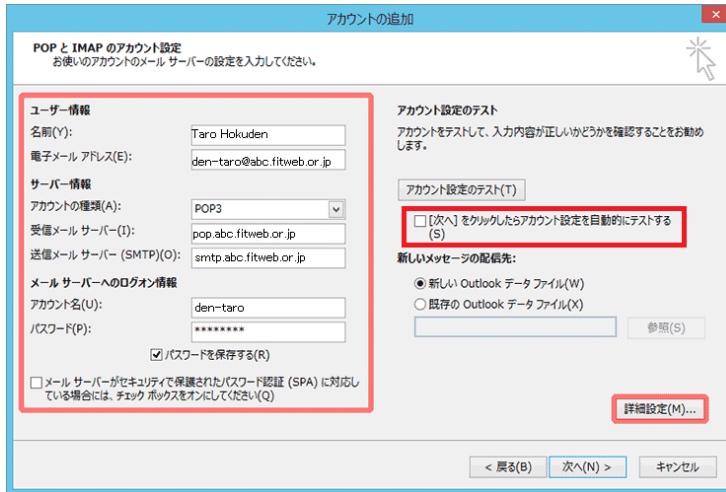 アカウントの追加
×
POP と IMAP のアカウント設定
お使いのアカウントのメール サーバーの設定を入力してください。
ユーザー情報
名前(Y):
Taro Hokuden
電子メール アドレス(E):
den-taro@abc.fitweb.or.jp
サーバー情報
アカウントの種類(A):
POP3
受信メール サーバー(I):
pop.abc.fitweb.or.jp
送信メール サーバー (SMTP)(O):
smtp.abc.fitweb.or.jp
メール サーバーへのログオン情報
アカウント名(U):
den-taro
パスワード(P):
********
パスワードを保存する(R)
メール サーバーがセキュリティで保護されたパスワード認証 (SPA) に対応し
ている場合には、チェック ボックスをオンにしてください(Q)
アカウント設定のテスト
アカウントをテストして、入力内容が正しいかどうかを確認することをお勧め
します。
アカウント設定のテスト(T)
[次へ] をクリックしたらアカウント設定を自動的にテストする
(S)
新しいメッセージの配信先:
新しい Outlook データ ファイル(W)
既存の Outlook データ ファイル(X)
参照(S)
詳細設定(M)...
< 戻る(B)
次へ(N) >
キャンセル